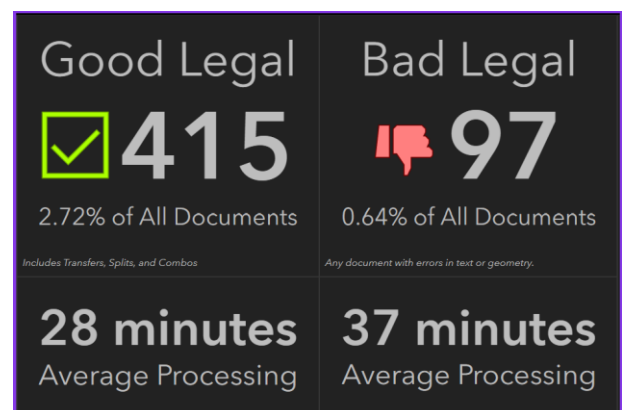 Good Legal
415
2.72% of All Documents
Includes Transfers, Splits, and Combos
28 minutes
Average Processing
Bad Legal
97
0.64% of All Documents
Any document with errors in text or geometry.
37 minutes
Average Processing